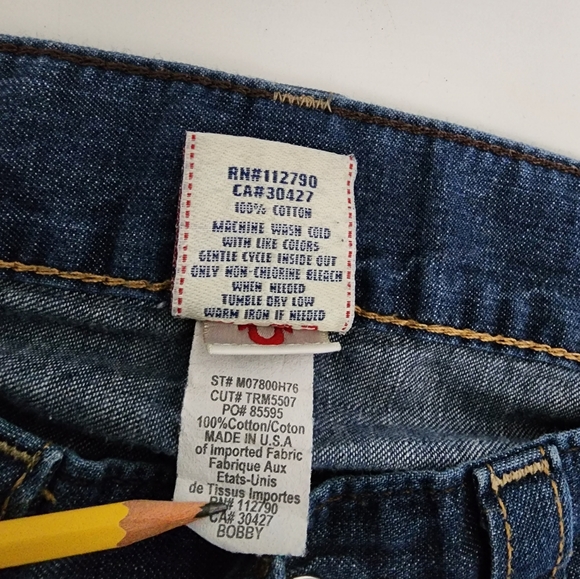 RN#112790
CA#30427
100% COTTON
MACHINE WASH COLD
WITH LIKE COLORS
GENTLE CYCLE INSIDE OUT
ONLY NON-CHLORINE BLEACH
WHEN NEEDED
TUMBLE DRY LOW
WARM IRON IF NEEDED
ST# M07800H76
CUT# TRM5507
PO# 85595
100%Cotton/Coton
MADE IN U.S.A
of Imported Fabric
Fabrique Aux
Etats-Unis
de Tissus Importes
RN# 112790
CA# 30427
BOBBY